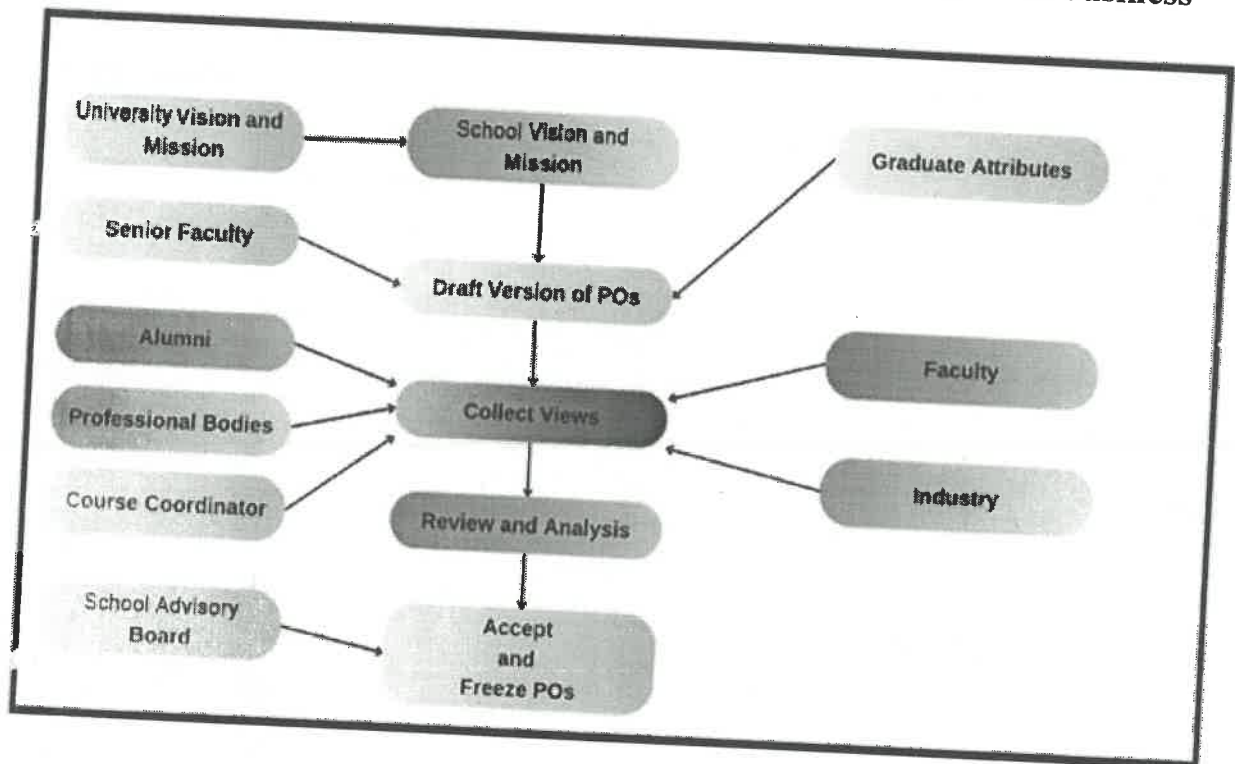 University Vision and
Mission
School Vision and
Mission
Graduate Attributes
Senior Faculty
Draft Version of POs
Alumni
Faculty
Collect Views
Professional Bodies
Course Coordinator
Industry
Review and Analysis
School Advisory
Board
Accept
and
Freeze POs